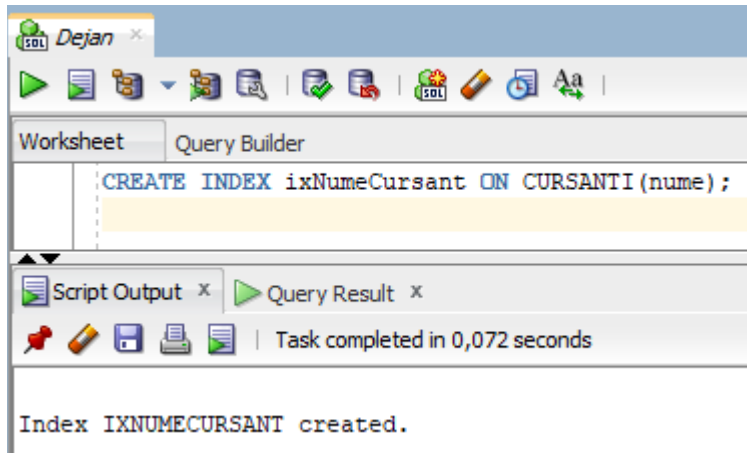 Dejan
Worksheet Query Builder
CREATE INDEX ixNumeCursant ON CURSANTI(nume);
Script Output x Query Result x
Task completed in 0,072 seconds
Index IXNUMECURSANT created.